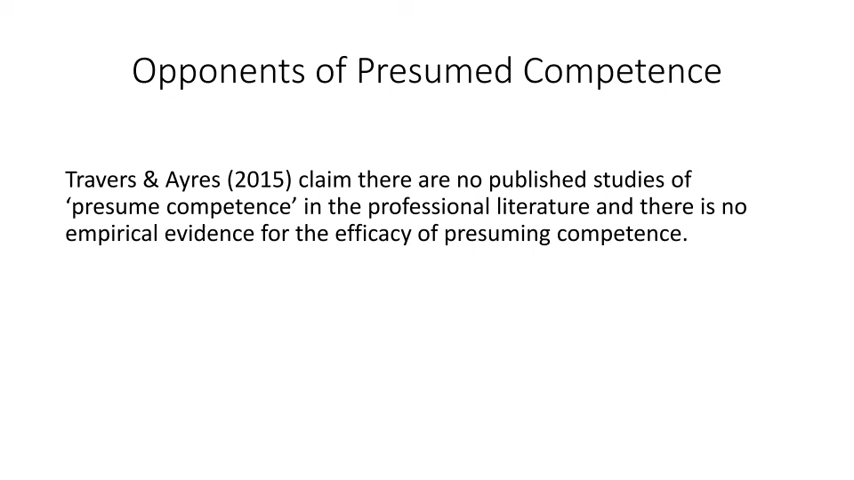 Opponents of Presumed Competence
Travers & Ayres (2015) claim there are no published studies of
‘presume competence’ in the professional literature and there is no
empirical evidence for the efficacy of presuming competence.